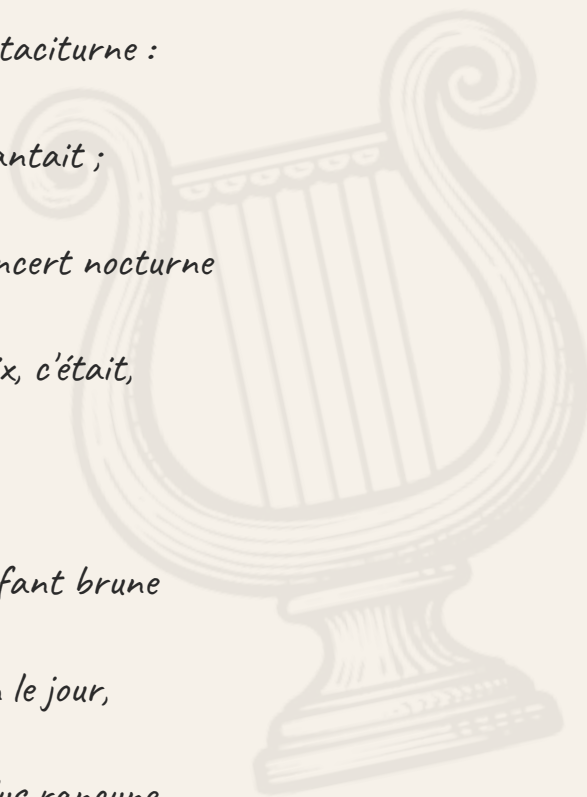 taciturne :
antait ;
ncert nocturne
x, c'était,
fant brune
le jour,